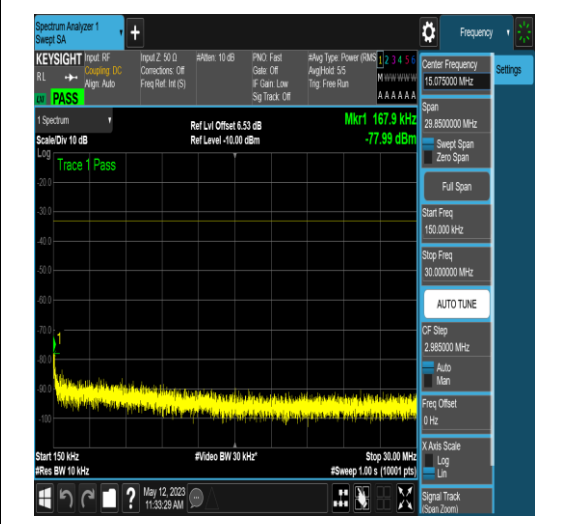 Spectrum Analyzer 1
Swept SA
+
Frequency
KEYSIGHT
Input: RF
Input Z: 50 Ω
#Atten: 10 dB
PNO: Fast
#Avg Type: Power (RMS
1 2 3 4 5 6
RL
Coupling: DC
Corrections: Off
Gate: Off
Avg|Hold: 5/5
M W W W W W
Align: Auto
Freq Ref: Int (S)
IF Gain: Low
Trig: Free Run
Sig Track: Off
A A A A A A
LXI
PASS
1 Spectrum
Ref Lvl Offset 6.53 dB
Mkr1 167.9 kHz
Scale/Div 10 dB
Ref Level -10.00 dBm
-77.99 dBm
Log
Trace 1 Pass
-20.0
-30.0
-40.0
-50.0
-60.0
-70.0
1
-80.0
-90.0
-100
Start 150 kHz
#Video BW 30 kHz*
Stop 30.00 MHz
#Res BW 10 kHz
#Sweep 1.00 s (10001 pts)
?
May 12, 2023
11:33:29 AM
Center Frequency
15.075000 MHz
Settings
Span
29.8500000 MHz
Swept Span
Zero Span
Full Span
Start Freq
150.000 kHz
Stop Freq
30.000000 MHz
AUTO TUNE
CF Step
2.985000 MHz
Auto
Man
Freq Offset
0 Hz
X Axis Scale
Log
Lin
Signal Track
(Span Zoom)